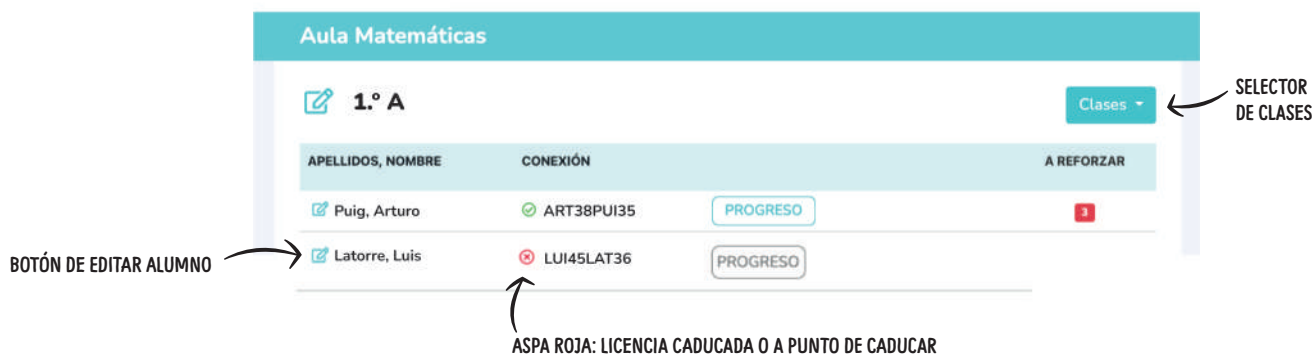 Aula Matemáticas
1.º A
Clases
SELECTOR
DE CLASES
APELLIDOS, NOMBRE CONEXIÓN A REFORZAR
Puig, Arturo ART38PUI35 PROGRESO 3
BOTÓN DE EDITAR ALUMNO
Latorre, Luis LUI45LAT36 PROGRESO
ASPA ROJA: LICENCIA CADUCADA O A PUNTO DE CADUCAR